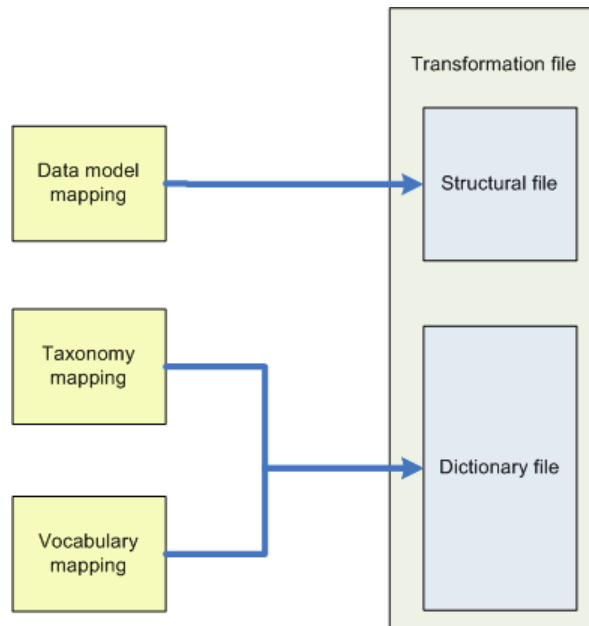 Transformation file
Data model
mapping
Structural file
Taxonomy
mapping
Dictionary file
Vocabulary
mapping